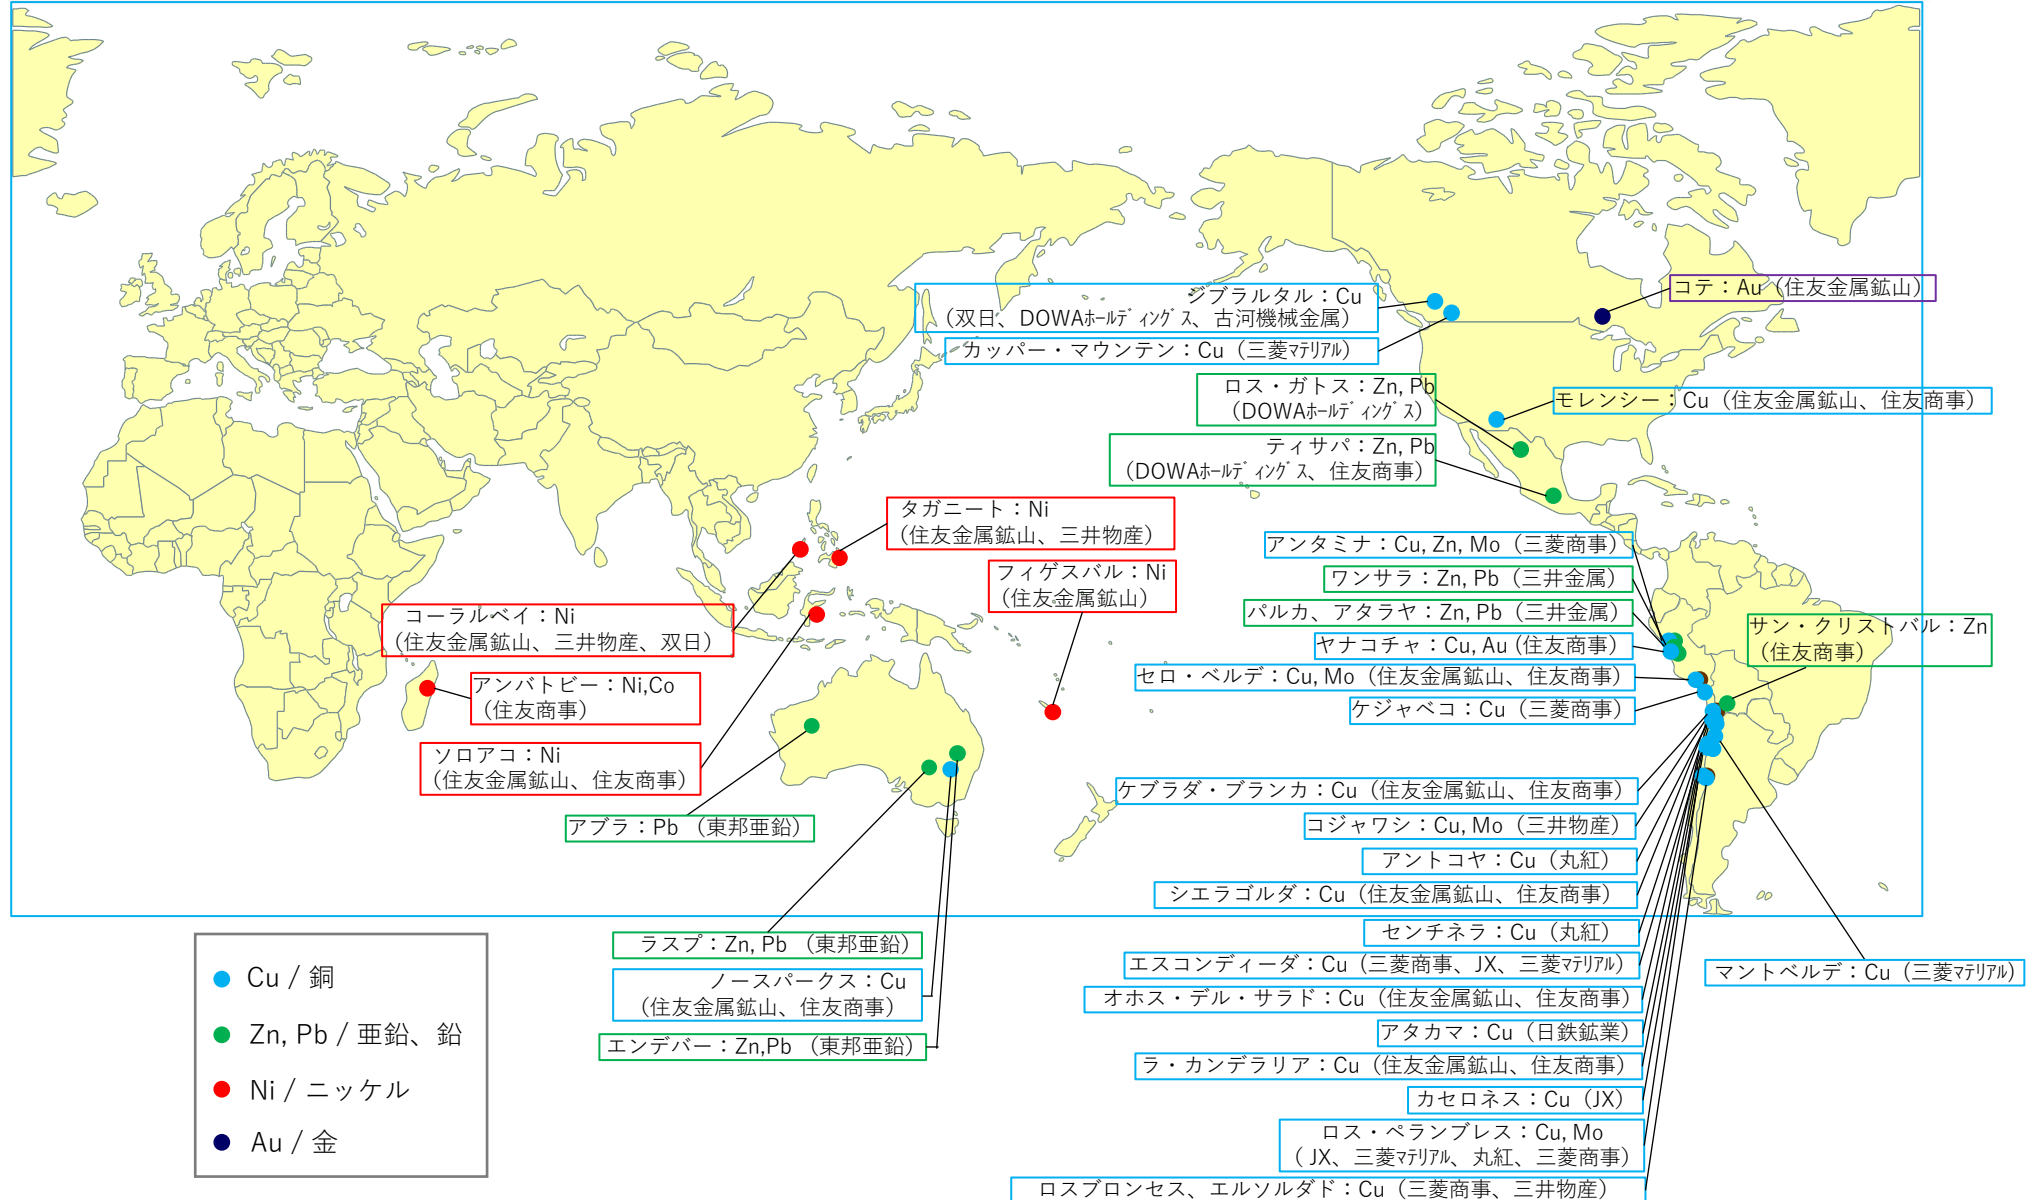 ジブラルタル：Cu
（双日、DOWAﾎｰﾙﾃﾞｨﾝｸﾞｽ、古河機械金属）
カッパー・マウンテン：Cu（三菱ﾏﾃﾘｱﾙ）
コテ：Au（住友金属鉱山）
ロス・ガトス：Zn, Pb
（DOWAﾎｰﾙﾃﾞｨﾝｸﾞｽ）
モレンシー：Cu（住友金属鉱山、住友商事）
ティサパ：Zn, Pb
（DOWAﾎｰﾙﾃﾞｨﾝｸﾞｽ、住友商事）
タガニート：Ni
（住友金属鉱山、三井物産）
フィゲスバル：Ni
（住友金属鉱山）
コーラルベイ：Ni
（住友金属鉱山、三井物産、双日）
アンバトビー：Ni,Co
（住友商事）
ソロアコ：Ni
（住友金属鉱山、住友商事）
アブラ：Pb （東邦亜鉛）
アンタミナ：Cu, Zn, Mo（三菱商事）
ワンサラ：Zn, Pb（三井金属）
パルカ、アタラヤ：Zn, Pb（三井金属）
ヤナコチャ：Cu, Au (住友商事）
サン・クリストバル：Zn
（住友商事）
セロ・ベルデ：Cu, Mo（住友金属鉱山、住友商事）
ケジャベコ：Cu（三菱商事）
ケブラダ・ブランカ：Cu（住友金属鉱山、住友商事）
コジャワシ：Cu, Mo（三井物産）
アントコヤ：Cu（丸紅）
シエラゴルダ：Cu（住友金属鉱山、住友商事）
センチネラ：Cu（丸紅）
エスコンディーダ：Cu（三菱商事、JX、三菱ﾏﾃﾘｱﾙ）
オホス・デル・サラド：Cu（住友金属鉱山、住友商事）
アタカマ：Cu（日鉄鉱業）
ラ・カンデラリア：Cu（住友金属鉱山、住友商事）
カセロネス：Cu（JX）
ロス・ペランブレス：Cu, Mo
（ JX、三菱ﾏﾃﾘｱﾙ、丸紅、三菱商事）
ロスブロンセス、エルソルダド：Cu（三菱商事、三井物産）
マントベルデ：Cu（三菱ﾏﾃﾘｱﾙ）
ラスプ：Zn, Pb （東邦亜鉛）
ノースパークス：Cu
（住友金属鉱山、住友商事）
エンデバー：Zn,Pb （東邦亜鉛）
Cu / 銅
Zn, Pb / 亜鉛、鉛
Ni / ニッケル
Au / 金